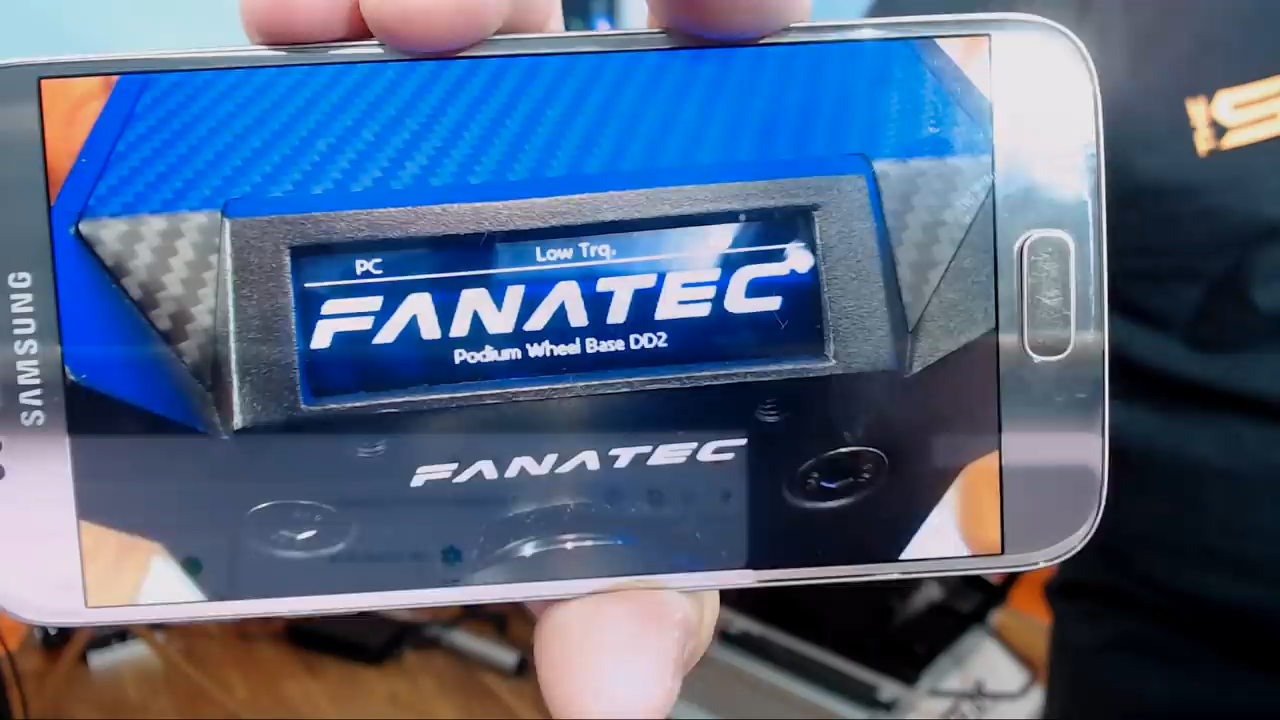 SAMSUNG
PC
Low Trq.
FANATEC
Podium Wheel Base DD2
FANATEC